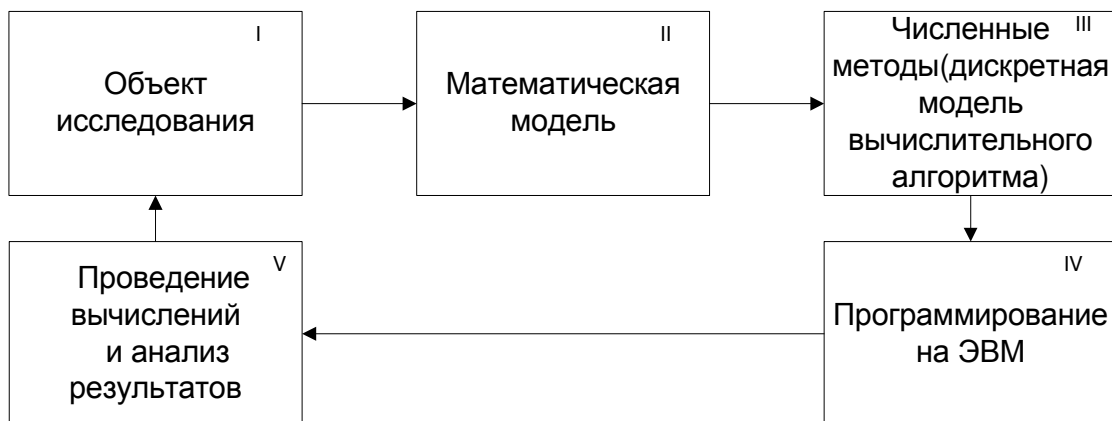 I
Объект
исследования
II
Математическая
модель
III
Численные
методы(дискретная
модель
вычислительного
алгоритма)
IV
Программирование
на ЭВМ
V
Проведение
вычислений
и анализ
результатов